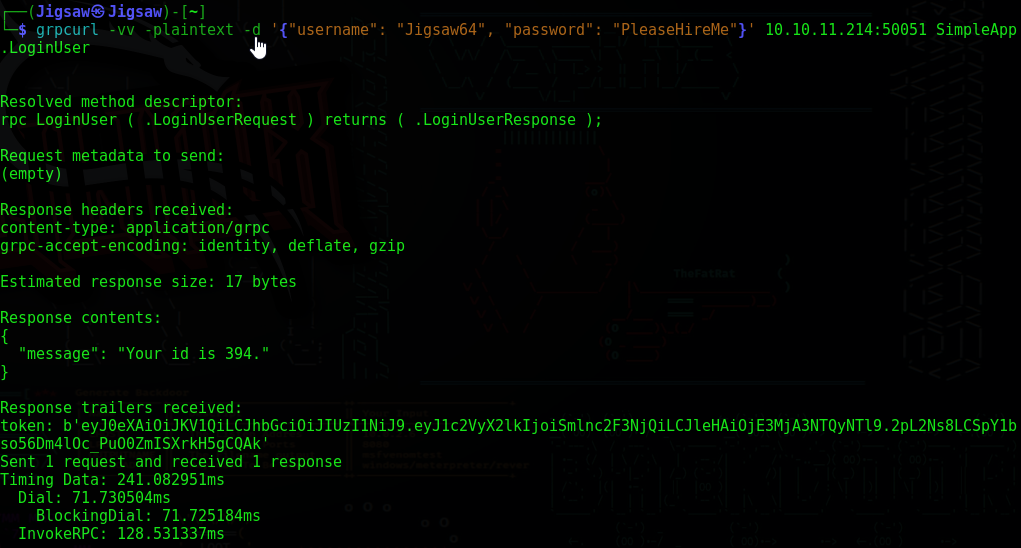 ┌──(Jigsaw㉿Jigsaw)-[~]
└─$ grpcurl -vv -plaintext -d '{"username": "Jigsaw64", "password": "PleaseHireMe"}' 10.10.11.214:50051 SimpleApp
.LoginUser
Resolved method descriptor:
rpc LoginUser ( .LoginUserRequest ) returns ( .LoginUserResponse );
Request metadata to send:
(empty)
Response headers received:
content-type: application/grpc
grpc-accept-encoding: identity, deflate, gzip
Estimated response size: 17 bytes
Response contents:
{
  "message": "Your id is 394."
}
Response trailers received:
token: b'eyJ0eXAiOiJKV1QiLCJhbGciOiJIUzI1NiJ9.eyJ1c2VyX2lkIjoiSmlnc2F3NjQiLCJleHAiOjE3MjA3NTQyNTl9.2pL2Ns8LCSpY1b
so56Dm4lOc_PuO0ZmISXrkH5gCQAk'
Sent 1 request and received 1 response
Timing Data: 241.082951ms
  Dial: 71.730504ms
    BlockingDial: 71.725184ms
  InvokeRPC: 128.531337ms
TheFatRat